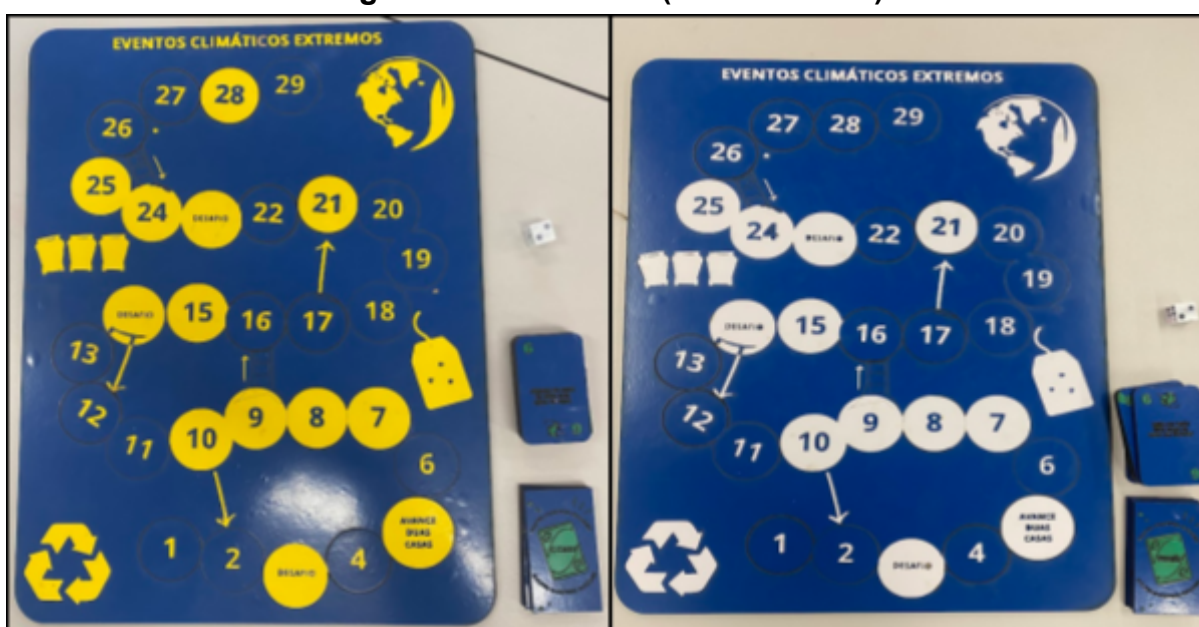 EVENTOS CLIMÁTICOS EXTREMOS
27 28 29
26
25
24 DESAFIO 22 21 20
19
DESAFIO 15 16 17 18
13
12
11 10 9 8 7
6
AVANCE
DUAS
CASAS
1 2 DESAFIO 4
EVENTOS CLIMÁTICOS EXTREMOS
27 28 29
26
25
24 DESAFIO 22 21 20
19
DESAFIO 15 16 17 18
13
12
11 10 9 8 7
6
AVANCE
DUAS
CASAS
1 2 DESAFIO 4